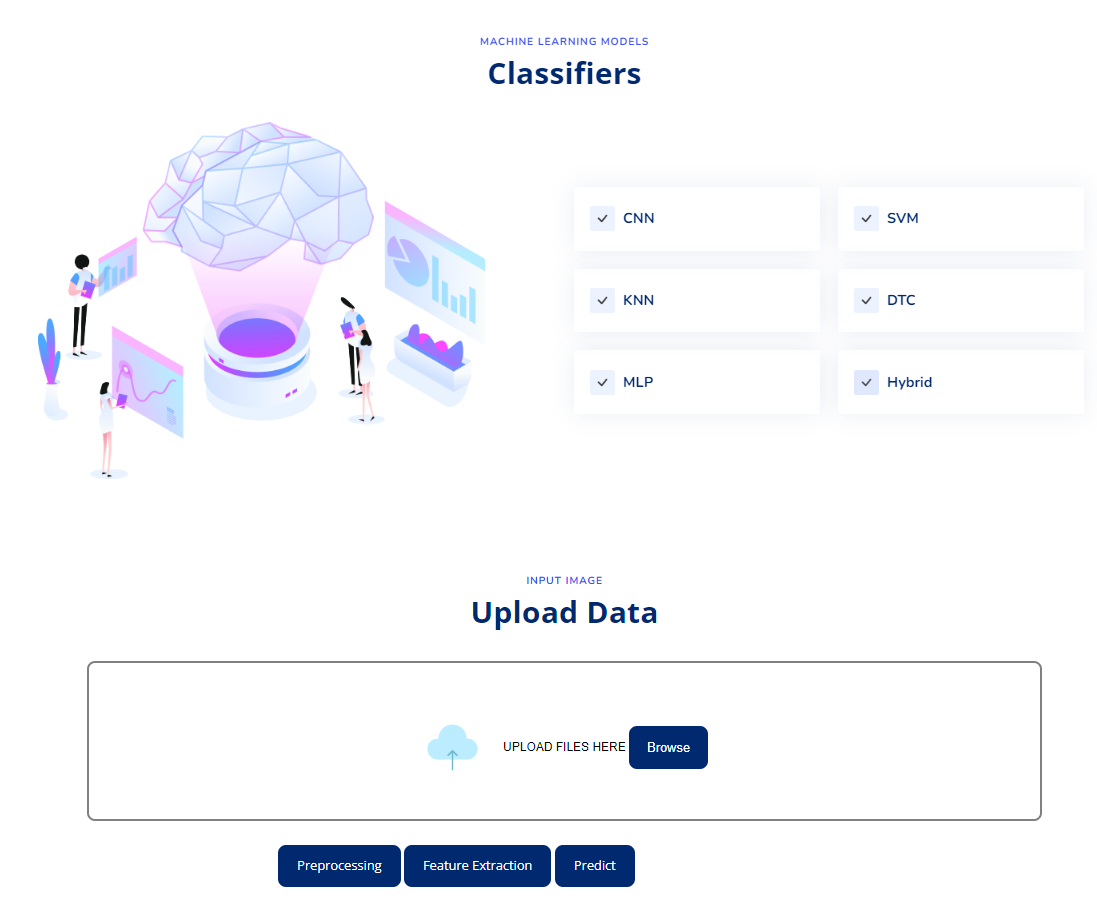 MACHINE LEARNING MODELS
Classifiers
CNN
SVM
KNN
DTC
MLP
Hybrid
INPUT IMAGE
Upload Data
UPLOAD FILES HERE Browse
Preprocessing Feature Extraction Predict